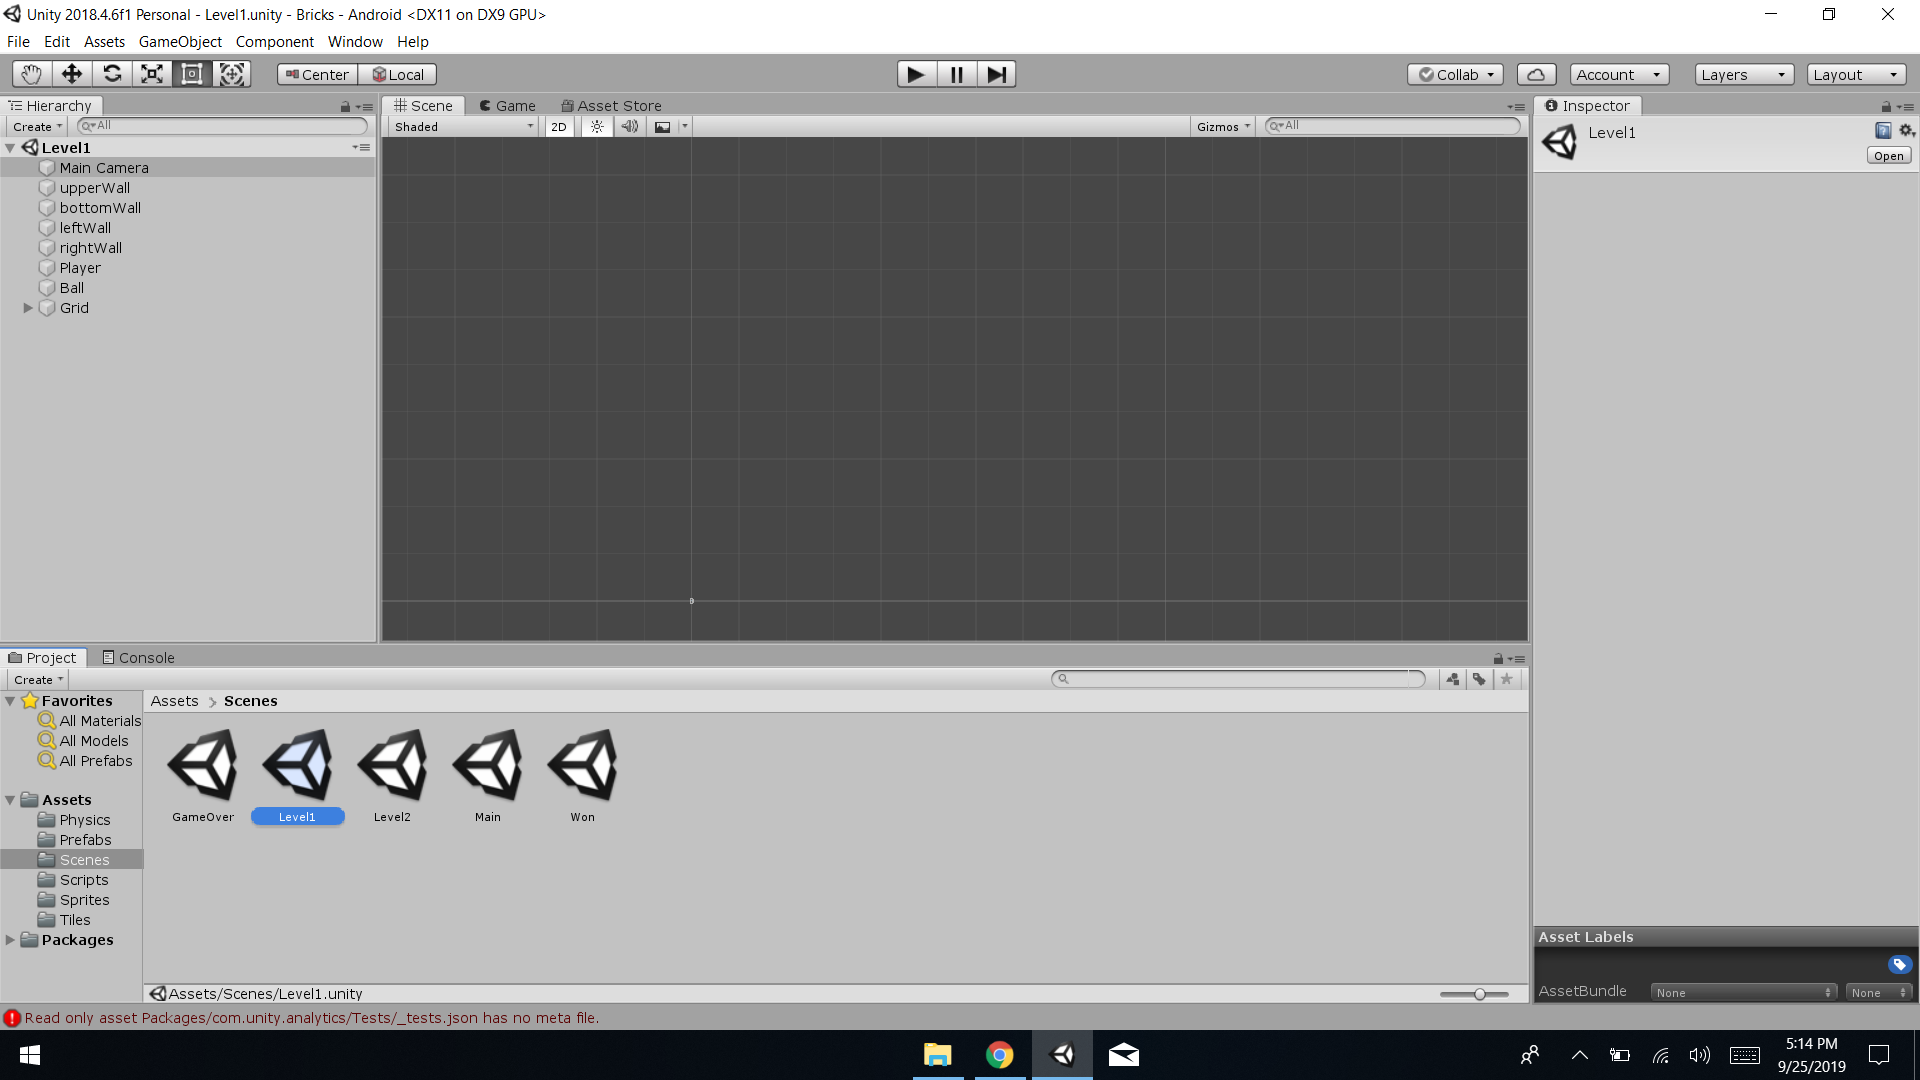 Unity 2018.4.6f1 Personal - Level1.unity - Bricks - Android <DX11 on DX9 GPU>
File Edit Assets GameObject Component Window Help
Center Local Collab Account Layers Layout
Hierarchy
Create All
Level1
Main Camera
upperWall
bottomWall
leftWall
rightWall
Player
Ball
Grid
Scene Game Asset Store
Shaded 2D Gizmos All
Inspector
Level1
Open
Project Console
Create
Favorites
All Materials
All Models
All Prefabs
Assets
Physics
Prefabs
Scenes
Scripts
Sprites
Tiles
Packages
Assets Scenes
GameOver Level1 Level2 Main Won
Assets/Scenes/Level1.unity
Asset Labels
AssetBundle None None
Read only asset Packages/com.unity.analytics/Tests/_tests.json has no meta file.
5:14 PM
9/25/2019